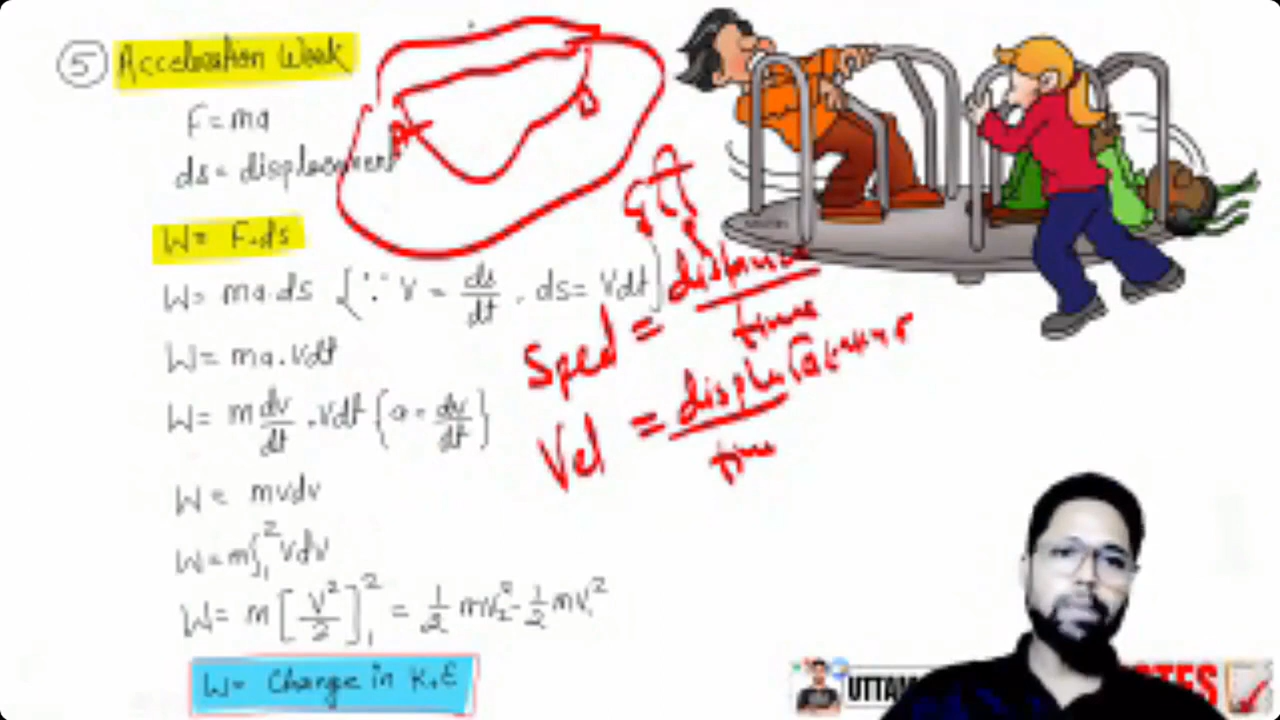 ⑤ Acceleration Work
F = ma
ds = displacement
W = F.ds
W = ma.ds {∵ V = ds/dt, ds = Vdt}
W = ma.Vdt
W = m dv/dt .Vdt {a = dv/dt}
W = mvdv
W = m∫₁² Vdv
W = m[V²/2]₁² = 1/2 mV₂² - 1/2 mV₁²
W = Change in K.E
A
B
Speed = distance/time
Vel = displacement/time
UTTAM